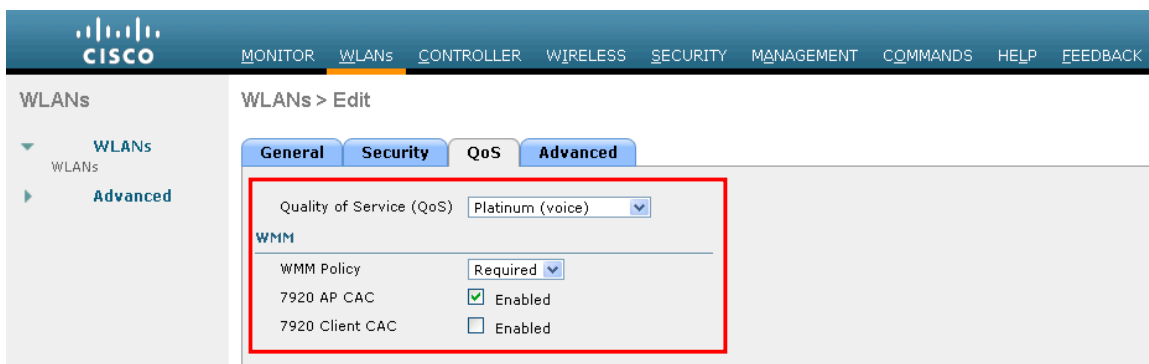 CISCO
MONITOR WLANs CONTROLLER WIRELESS SECURITY MANAGEMENT COMMANDS HELP FEEDBACK
WLANs
WLANs
WLANs
Advanced
WLANs > Edit
General Security QoS Advanced
Quality of Service (QoS) Platinum (voice)
WMM
WMM Policy Required
7920 AP CAC Enabled
7920 Client CAC Enabled